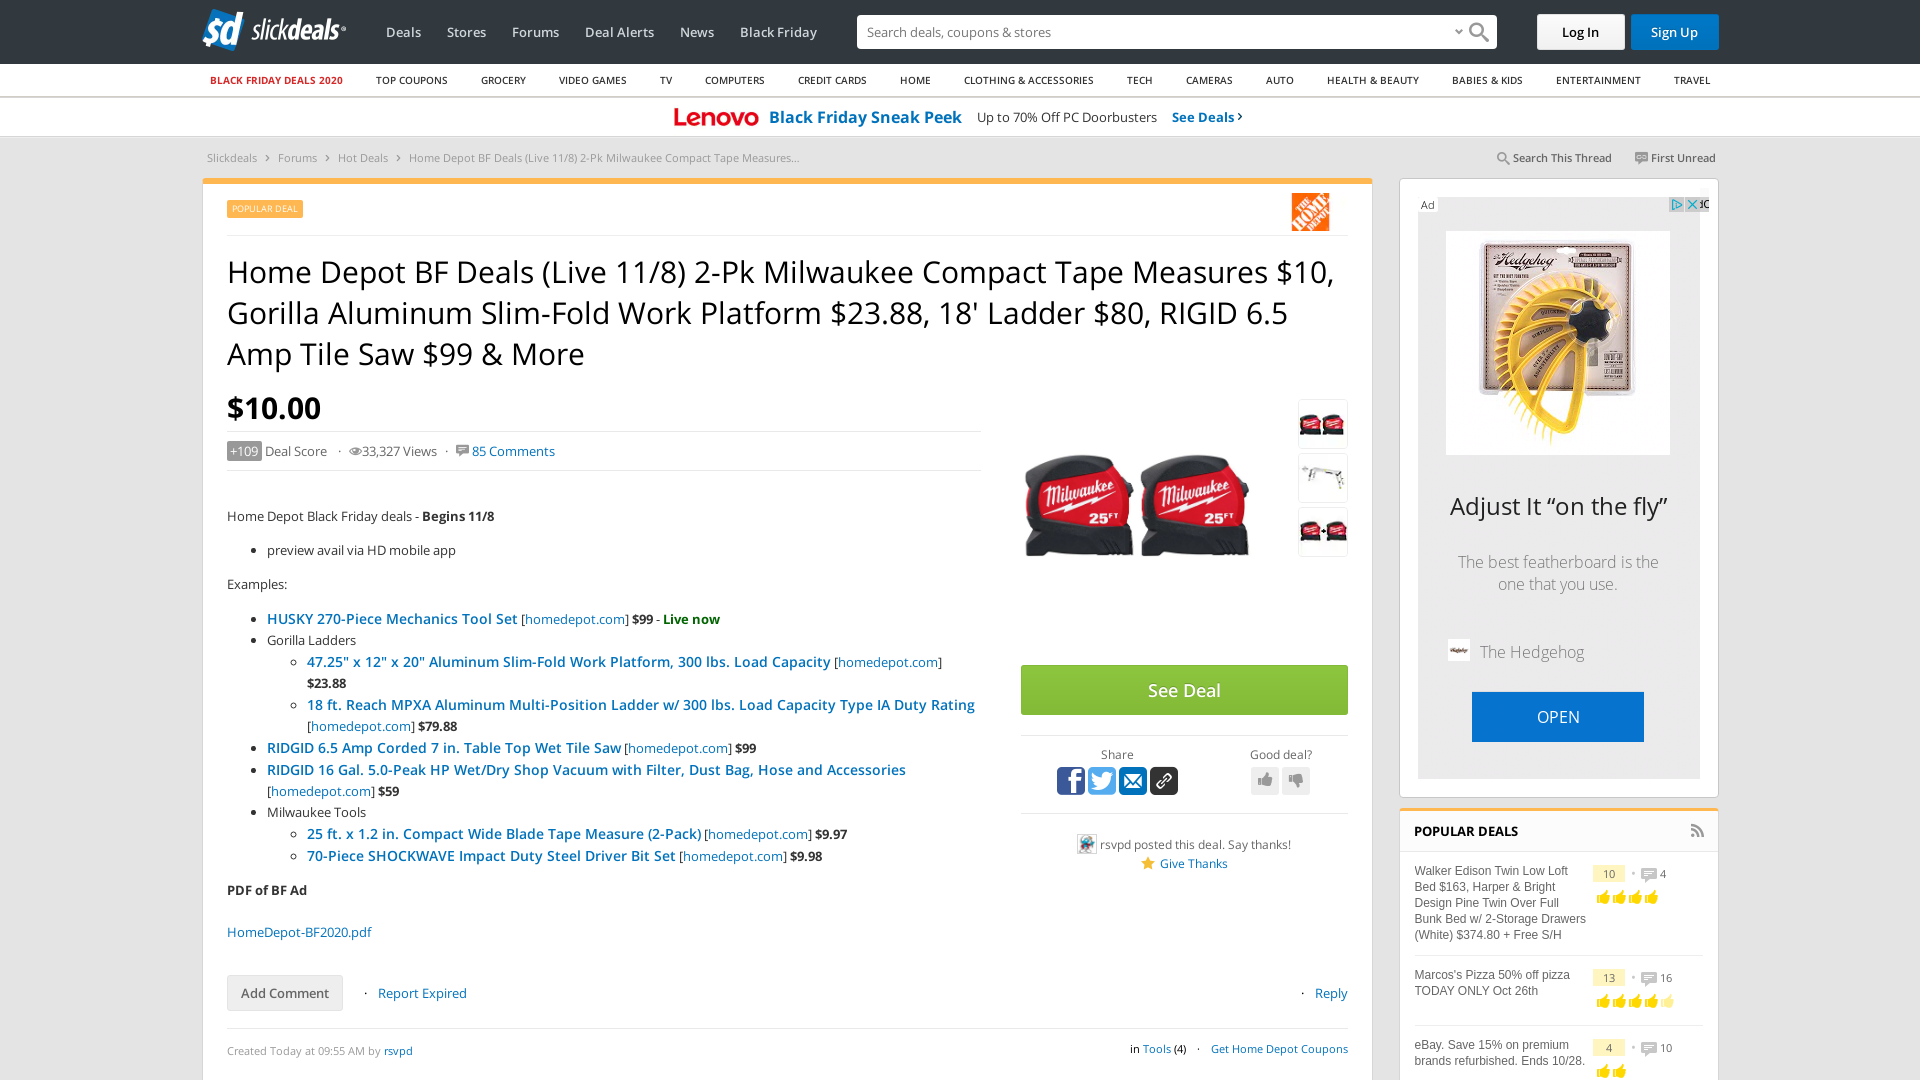 slickdeals
Deals
Stores
Forums
Deal Alerts
News
Black Friday
Search deals, coupons & stores
Log In
Sign Up
BLACK FRIDAY DEALS 2020
TOP COUPONS
GROCERY
VIDEO GAMES
TV
COMPUTERS
CREDIT CARDS
HOME
CLOTHING & ACCESSORIES
TECH
CAMERAS
AUTO
HEALTH & BEAUTY
BABIES & KIDS
ENTERTAINMENT
TRAVEL
Lenovo Black Friday Sneak Peek Up to 70% Off PC Doorbusters See Deals
Slickdeals > Forums > Hot Deals > Home Depot BF Deals (Live 11/8) 2-Pk Milwaukee Compact Tape Measures...
Search This Thread
First Unread
POPULAR DEAL
THE HOME DEPOT
Home Depot BF Deals (Live 11/8) 2-Pk Milwaukee Compact Tape Measures $10,
Gorilla Aluminum Slim-Fold Work Platform $23.88, 18' Ladder $80, RIGID 6.5
Amp Tile Saw $99 & More
$10.00
+109 Deal Score · 33,327 Views · 85 Comments
Home Depot Black Friday deals - Begins 11/8
preview avail via HD mobile app
Examples:
HUSKY 270-Piece Mechanics Tool Set [homedepot.com] $99 - Live now
Gorilla Ladders
47.25" x 12" x 20" Aluminum Slim-Fold Work Platform, 300 lbs. Load Capacity [homedepot.com]
$23.88
18 ft. Reach MPXA Aluminum Multi-Position Ladder w/ 300 lbs. Load Capacity Type IA Duty Rating
[homedepot.com] $79.88
RIDGID 6.5 Amp Corded 7 in. Table Top Wet Tile Saw [homedepot.com] $99
RIDGID 16 Gal. 5.0-Peak HP Wet/Dry Shop Vacuum with Filter, Dust Bag, Hose and Accessories
[homedepot.com] $59
Milwaukee Tools
25 ft. x 1.2 in. Compact Wide Blade Tape Measure (2-Pack) [homedepot.com] $9.97
70-Piece SHOCKWAVE Impact Duty Steel Driver Bit Set [homedepot.com] $9.98
PDF of BF Ad
HomeDepot-BF2020.pdf
Add Comment · Report Expired
· Reply
Created Today at 09:55 AM by rsvpd
in Tools (4) · Get Home Depot Coupons
Milwaukee
25FT
Milwaukee
25FT
See Deal
Share
Good deal?
rsvpd posted this deal. Say thanks!
Give Thanks
Ad
Hedgehog
Adjust It “on the fly”
The best featherboard is the
one that you use.
The Hedgehog
OPEN
POPULAR DEALS
Walker Edison Twin Low Loft
Bed $163, Harper & Bright
Design Pine Twin Over Full
Bunk Bed w/ 2-Storage Drawers
(White) $374.80 + Free S/H
10 · 4
Marcos's Pizza 50% off pizza
TODAY ONLY Oct 26th
13 · 16
eBay. Save 15% on premium
brands refurbished. Ends 10/28.
4 · 10